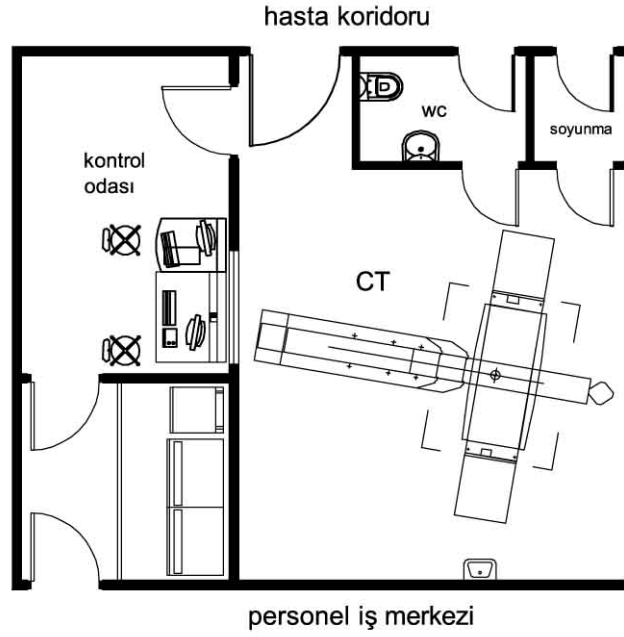 hasta koridoru
WC
soyunma
kontrol
odası
CT
personel iş merkezi